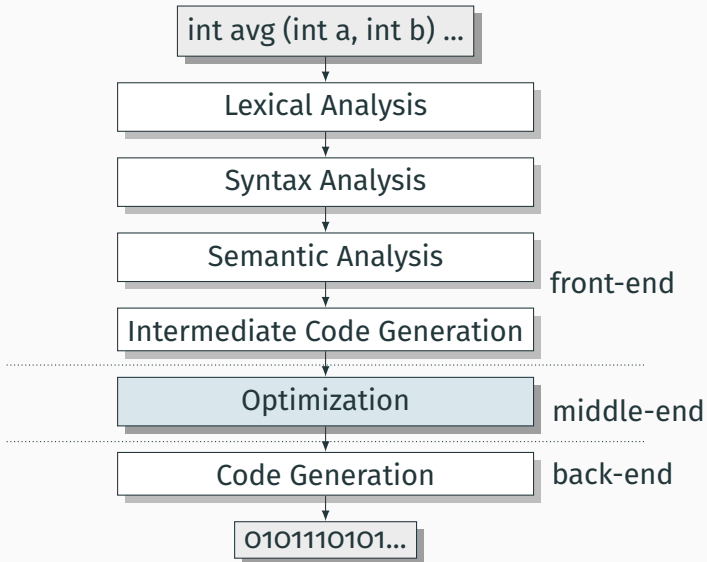 int avg (int a, int b) ...
Lexical Analysis
Syntax Analysis
Semantic Analysis
front-end
Intermediate Code Generation
Optimization
middle-end
Code Generation
back-end
0101110101...